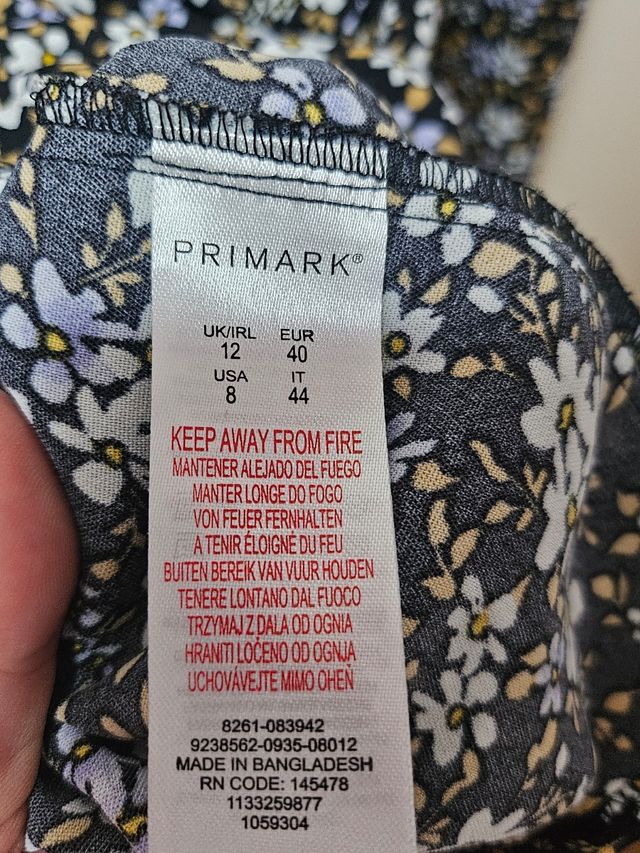 PRIMARK®
UK/IRL EUR
12 40
USA IT
8 44
KEEP AWAY FROM FIRE
MANTENER ALEJADO DEL FUEGO
MANTER LONGE DO FOGO
VON FEUER FERNHALTEN
A TENIR ÉLOIGNÉ DU FEU
BUITEN BEREIK VAN VUUR HOUDEN
TENERE LONTANO DAL FUOCO
TRZYMAJ Z DALA OD OGNIA
HRANITI LOČENO OD OGNJA
UCHOVÁVEJTE MIMO OHEŇ
8261-083942
9238562-0935-08012
MADE IN BANGLADESH
RN CODE: 145478
1133259877
1059304